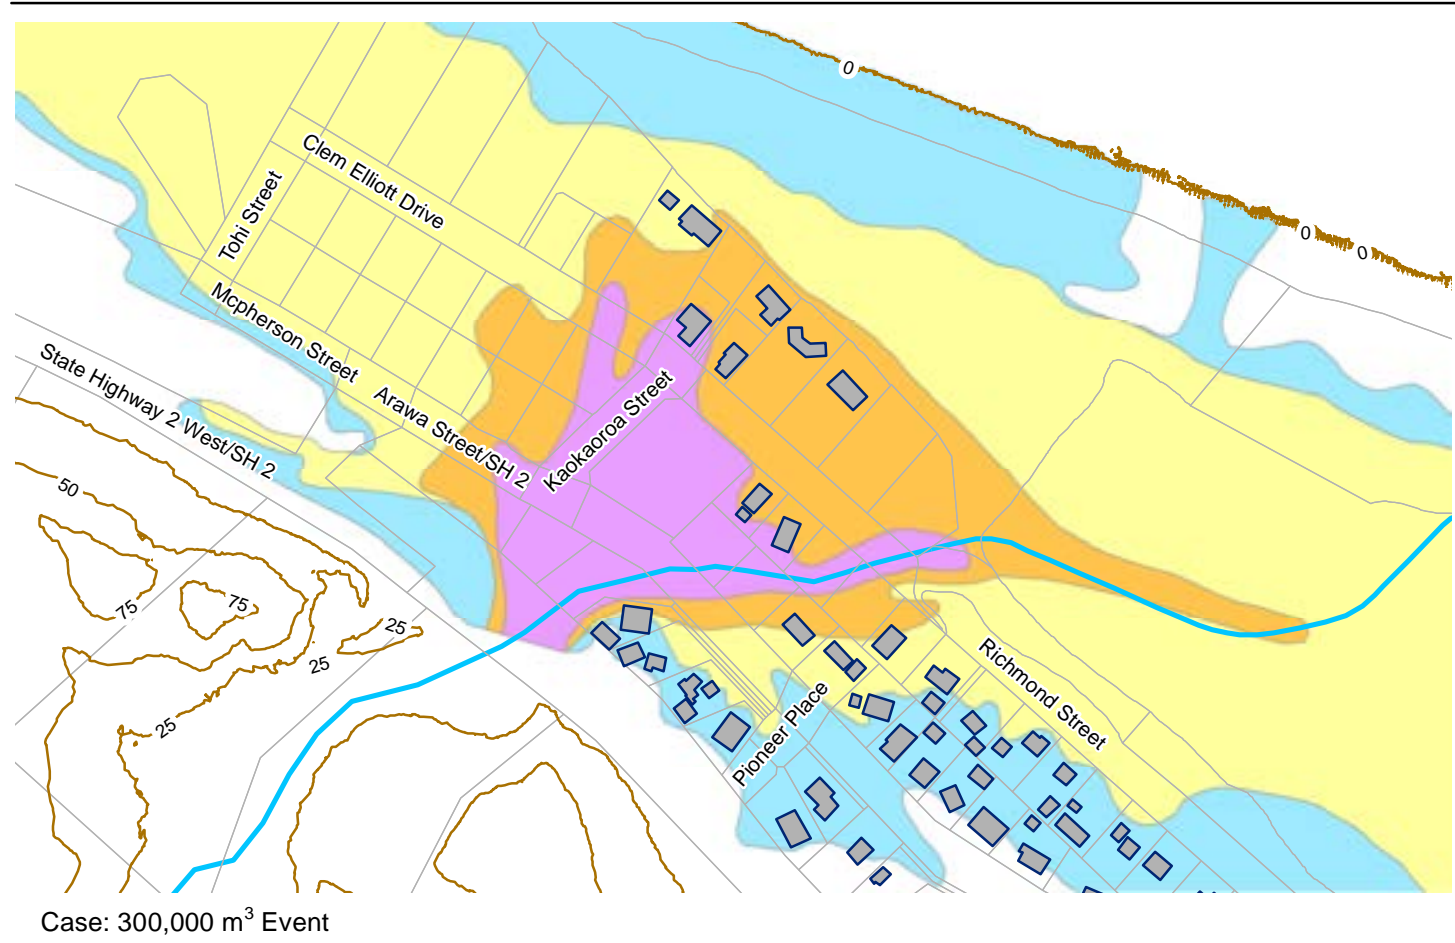 0
Clem Elliott Drive
Tohi Street
0
0
Mcpherson Street
State Highway 2 West/SH 2
Arawa Street/SH 2
Kaokaoroa Street
50
75
75
25
25
25
Richmond Street
Pioneer Place
Case: 300,000 m³ Event